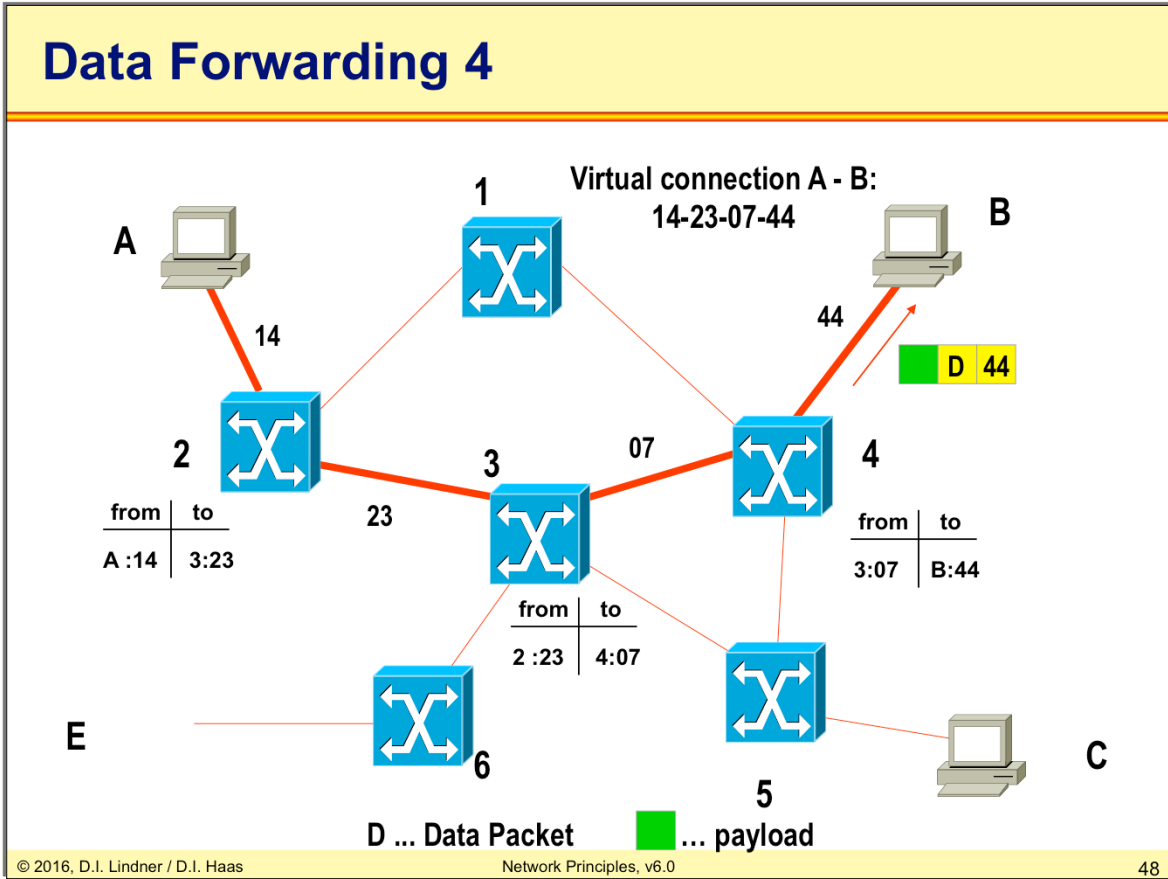 Data Forwarding 4
Virtual connection A - B:
14-23-07-44
1
A
B
14
44
D 44
2
3
07
4
23
from to
A :14 3:23
from to
3:07 B:44
from to
2 :23 4:07
E
6
5
C
D ... Data Packet ... payload
© 2016, D.I. Lindner / D.I. Haas Network Principles, v6.0 48